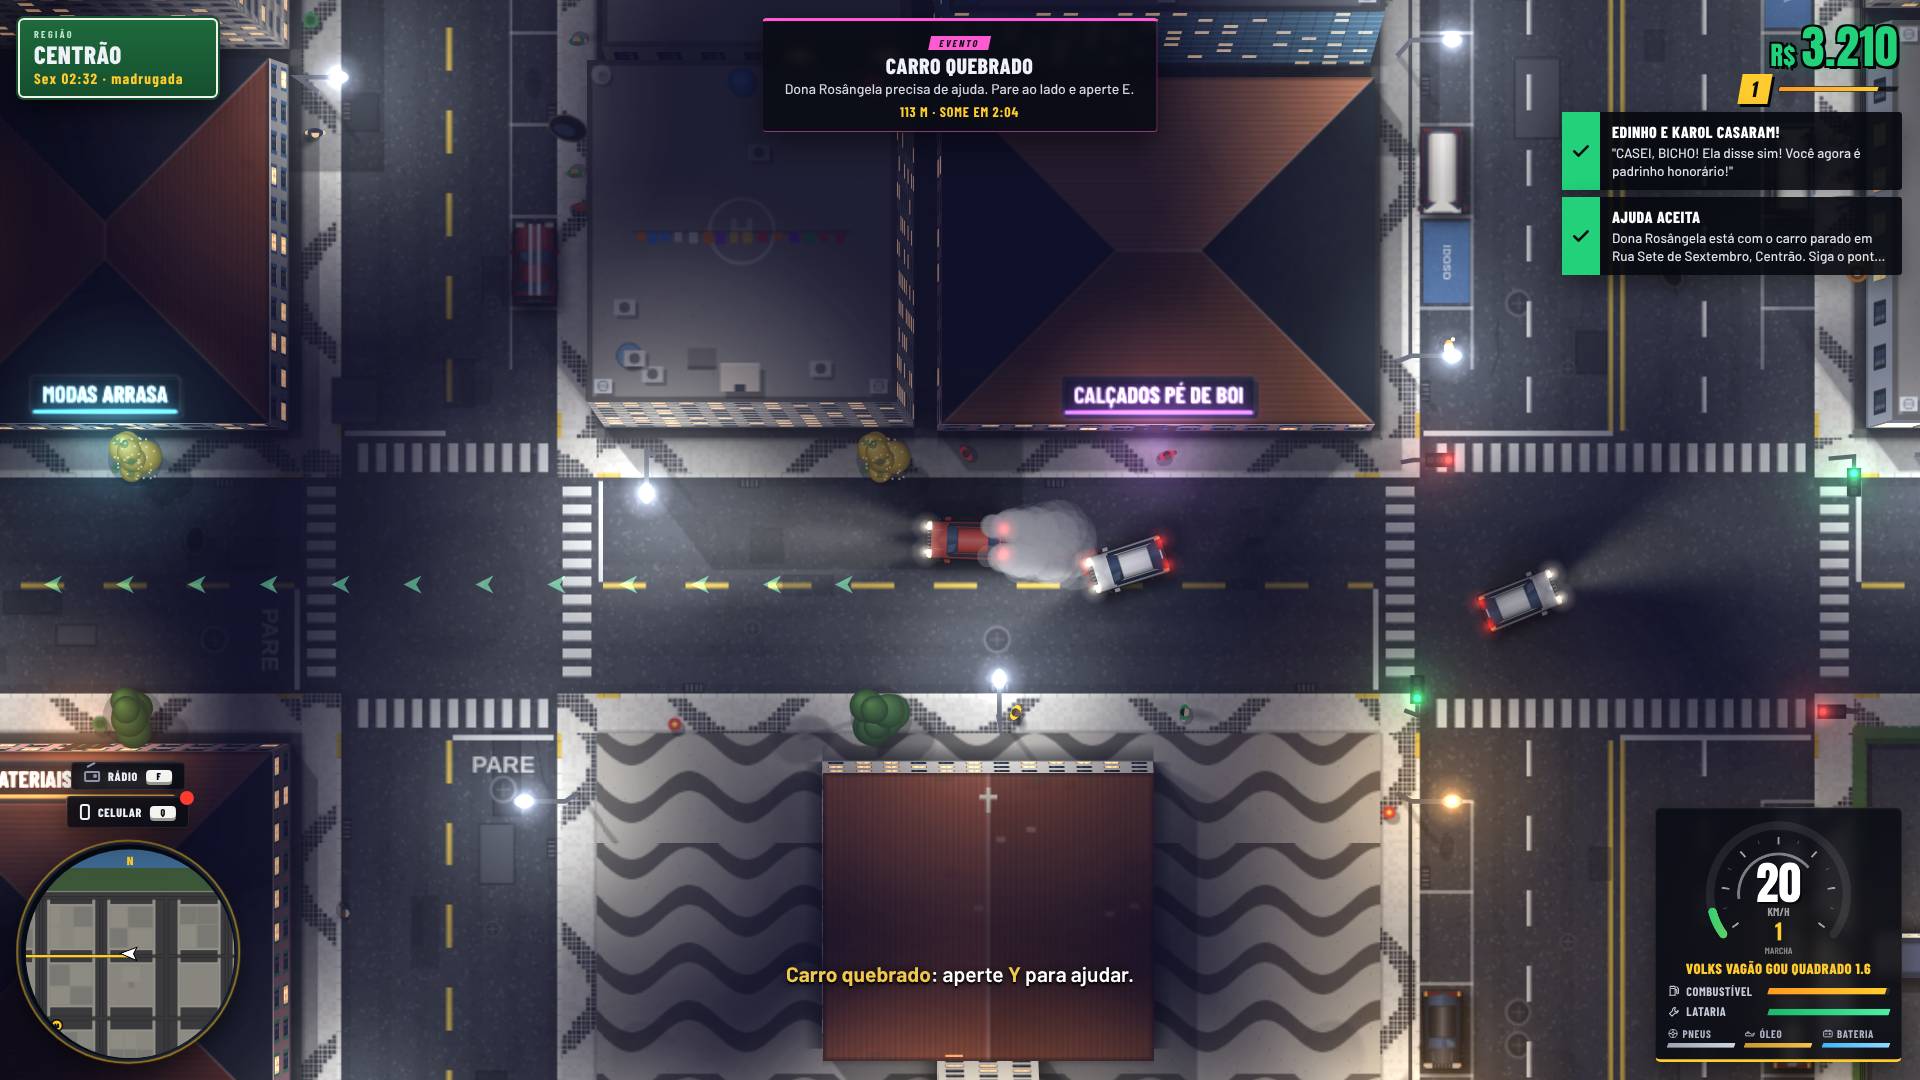 REGIÃO
CENTRÃO
Sex 02:32 · madrugada
EVENTO
CARRO QUEBRADO
Dona Rosângela precisa de ajuda. Pare ao lado e aperte E.
113 M · SOME EM 2:04
R$ 3.210
1
EDINHO E KAROL CASARAM!
"CASEI, BICHO! Ela disse sim! Você agora é
padrinho honorário!"
AJUDA ACEITA
Dona Rosângela está com o carro parado em
Rua Sete de Sextembro, Centrão. Siga o pont...
IDOSO
H
MODAS ARRASA
CALÇADOS PÉ DE BOI
PARE
PARE
ATERIAIS
RÁDIO F
CELULAR Q
N
Carro quebrado: aperte Y para ajudar.
20
KM/H
1
MARCHA
VOLKS VAGÃO GOU QUADRADO 1.6
COMBUSTÍVEL
LATARIA
PNEUS ÓLEO BATERIA